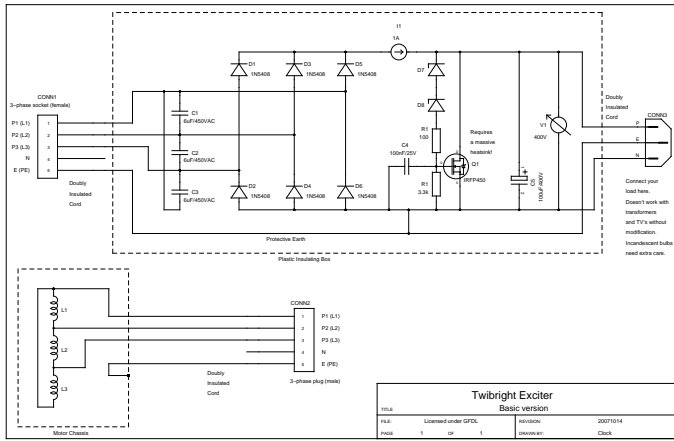 I1
1A
D1
1N5408
D3
1N5408
D5
1N5408
D7
D8
CONN1
3-phase socket (female)
P1 (L1)
P2 (L2)
P3 (L3)
N
E (PE)
1
2
3
4
5
Doubly
Insulated
Cord
C1
6uF/450VAC
C2
6uF/450VAC
C3
6uF/450VAC
D2
1N5408
D4
1N5408
D6
1N5408
R1
100
C4
100nF/25V
R1
3.3k
Requires
a massive
heatsink!
Q1
IRFP450
C5
100uF/400V
V1
400V
Doubly
Insulated
Cord
CONN3
P
E
N
Connect your
load here.
Doesn't work with
transformers
and TV's without
modification.
Incandescent bulbs
need extra care.
Protective Earth
Plastic Insulating Box
L1
L2
L3
Motor Chassis
Doubly
Insulated
Cord
CONN2
1
2
3
4
5
P1 (L1)
P2 (L2)
P3 (L3)
N
E (PE)
3-phase plug (male)
Twibright Exciter
TITLE
Basic version
FILE:
Licensed under GFDL
REVISION:
20071014
PAGE
1
OF
1
DRAWN BY:
Clock